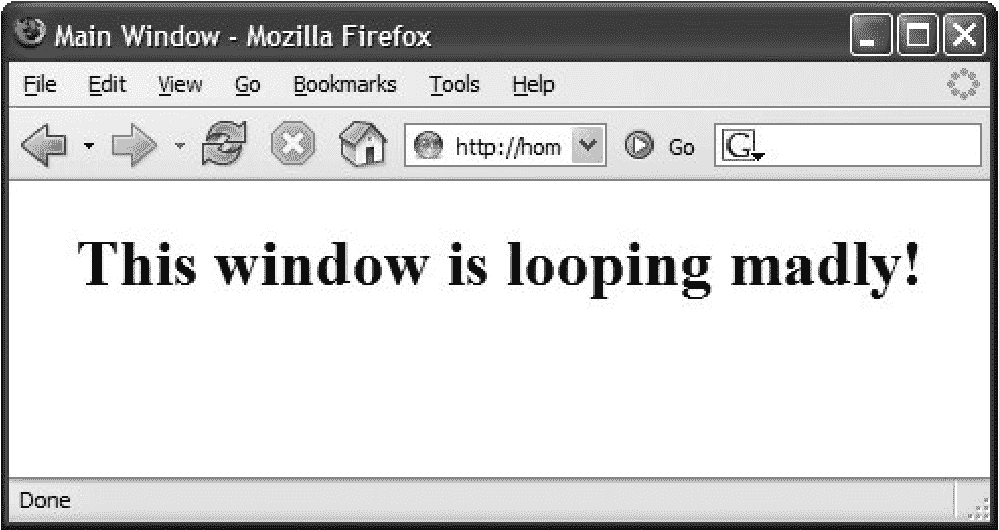 Main Window - Mozilla Firefox
File Edit View Go Bookmarks Tools Help
http://hom Go G
This window is looping madly!
Done